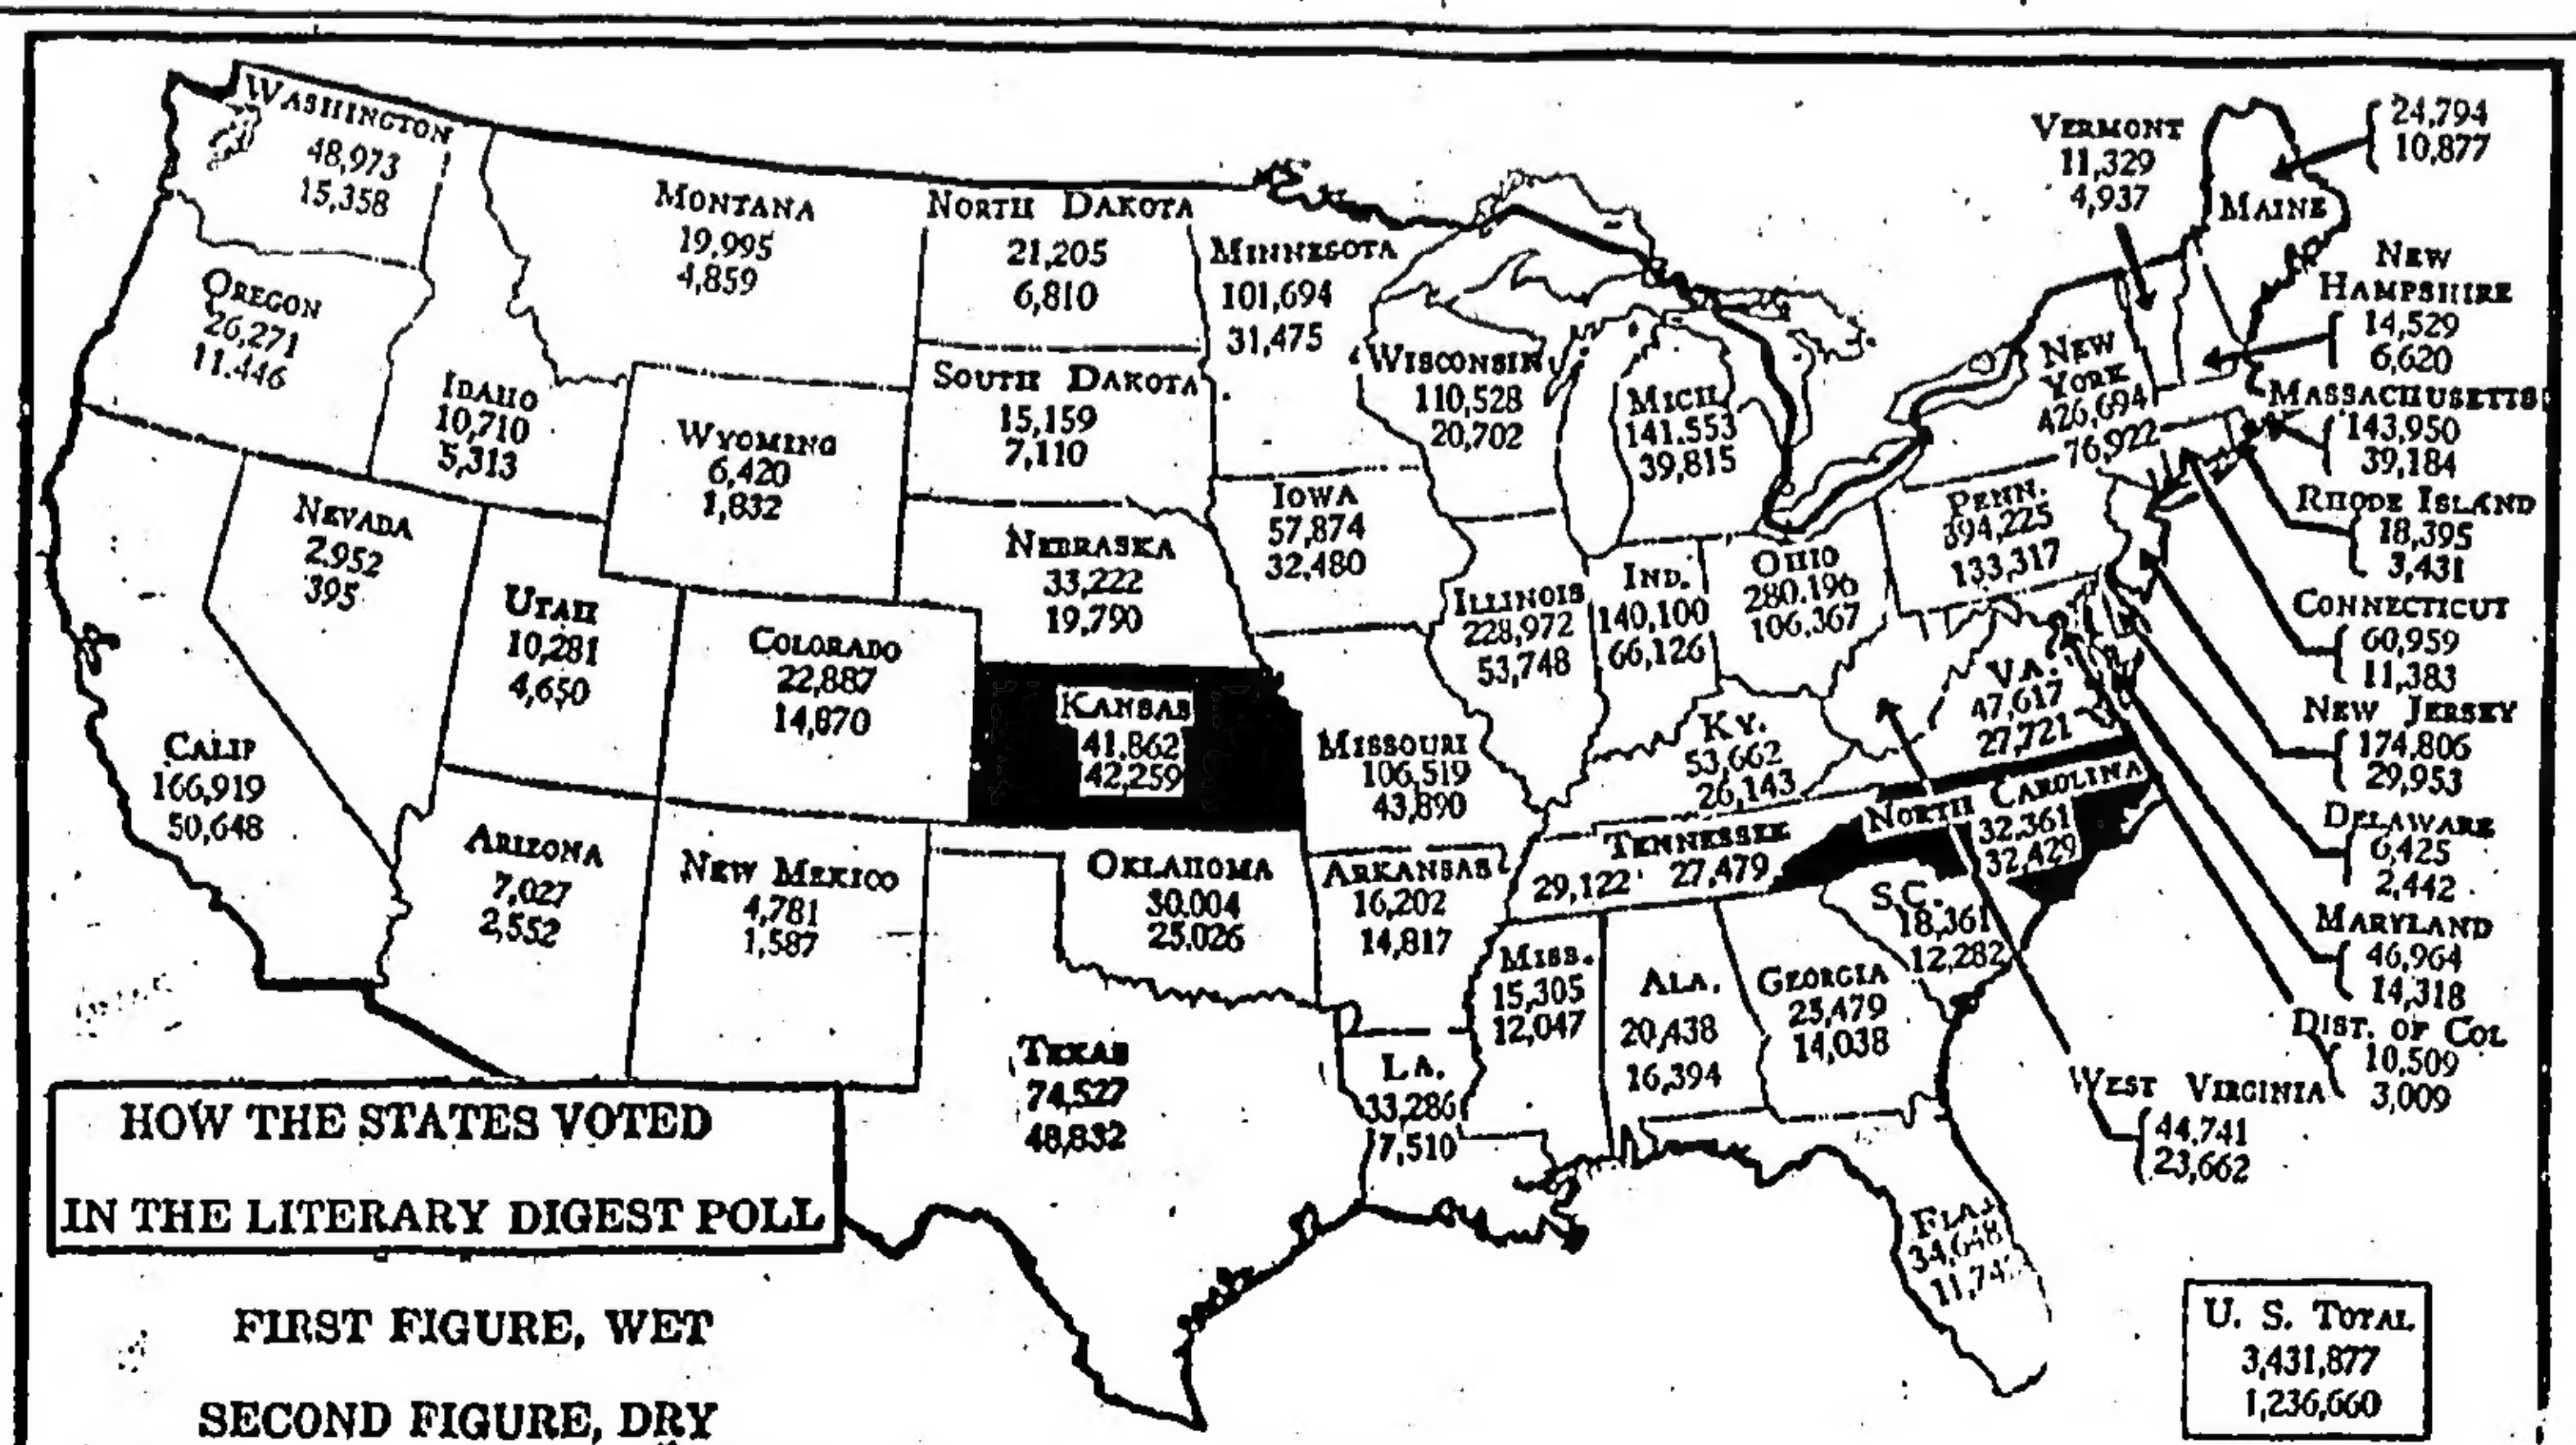 WASHINGTON
48,973
15,358
OREGON
26,271
11.446
IDAHO
10,710
5,313
MONTANA
19,995
4,859
WYOMING
6,420
1,832
NEVADA
2,952
395
UTAH
10,281
4,650
COLORADO
22,887
14,870
CALIF
166,919
50,648
ARIZONA
7,027
2,552
NEW MEXICO
4,781
1,587
NORTH DAKOTA
21,205
6,810
SOUTH DAKOTA
15,159
7,110
NEBRASKA
33,222
19,790
KANSAS
41,862
42,259
OKLAHOMA
30.004
25.026
TEXAS
74,527
48,832
MINNESOTA
101,694
31,475
IOWA
57,874
32,480
MISSOURI
106,519
43,890
ARKANSAS
16,202
14,817
LA.
33,286
7,510
WISCONSIN
110,528
20,702
MICH.
141.553
39,815
ILLINOIS
228,972
53,748
IND.
140,100
66,126
OHIO
280.196
106,367
KY.
53,662
26,143
TENNESSEE
29,122 27,479
MISS.
15,305
12,047
ALA.
20,438
16,394
GEORGIA
25,479
14,038
FLA.
34,648
S.C.
18,361
12,282
NORTH CAROLINA
32.361
32,429
VA.
47,617
27,721
PENN.
394,225
133,317
NEW
YORK
426,694
76,922
VERMONT
11,329
4,937
24,794
10,877
MAINE
NEW
HAMPSHIRE
14,529
6,620
MASSACHUSETTS
143,950
39,184
RHODE ISLAND
18,395
3,431
CONNECTICUT
60,959
11,383
NEW JERSEY
174,806
29,953
DELAWARE
6,425
2,442
MARYLAND
46,964
14,318
DIST. OF COL
10,509
3,009
WEST VIRGINIA
44,741
23,662
HOW THE STATES VOTED
IN THE LITERARY DIGEST POLL
FIRST FIGURE, WET
SECOND FIGURE, DRY
U. S. TOTAL
3,431,877
1,236,660